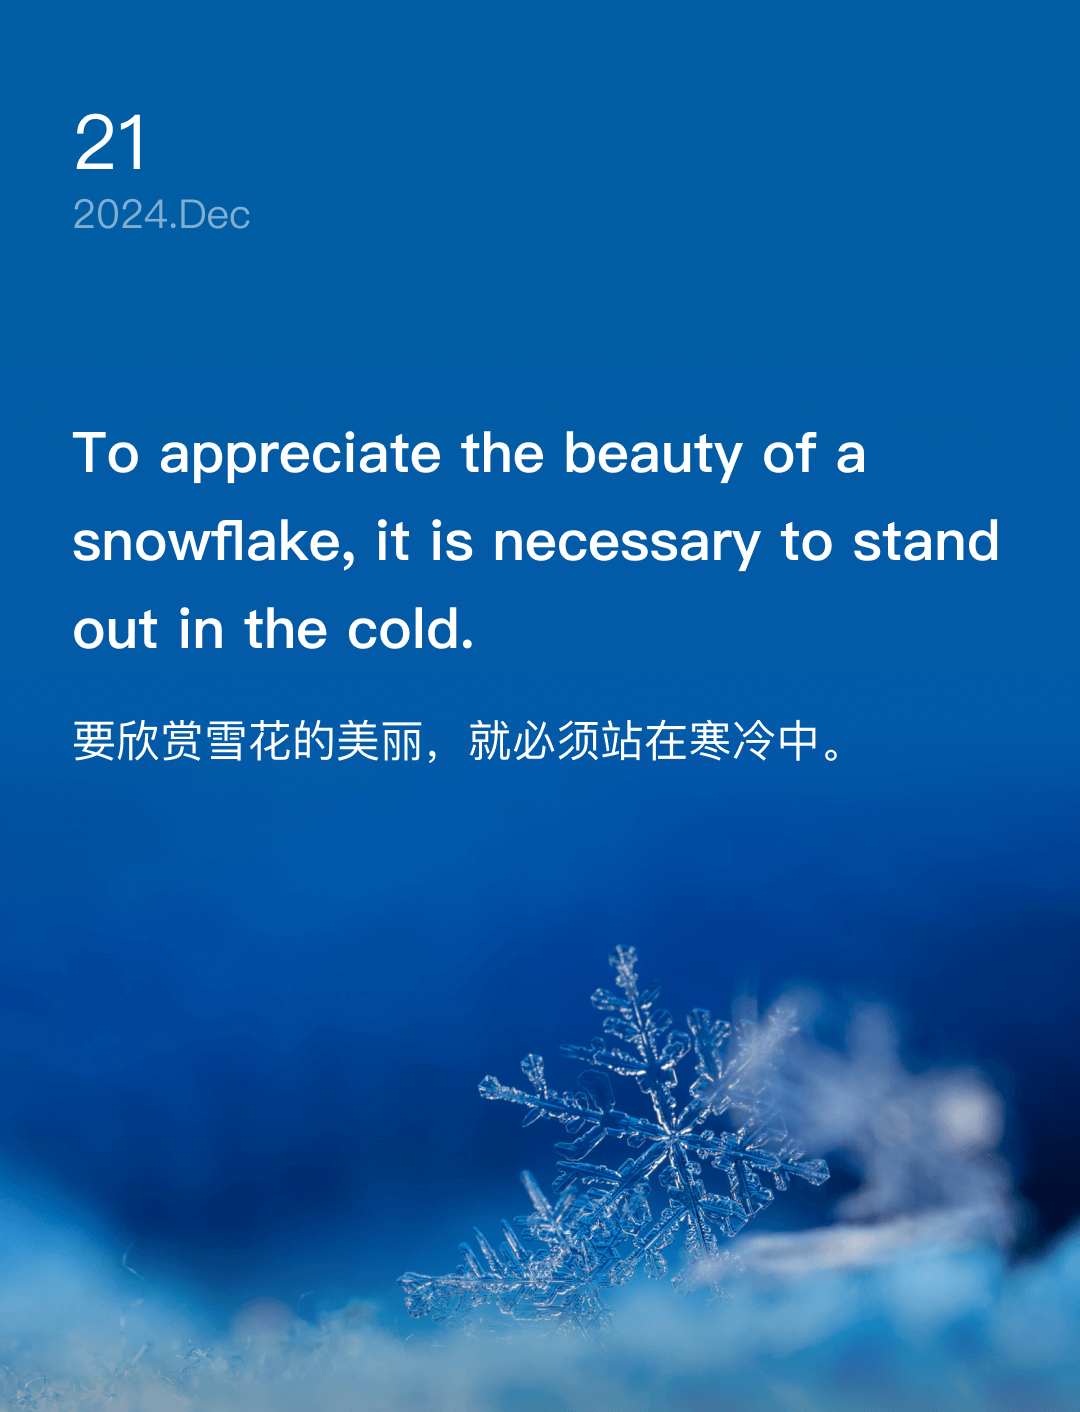 21
2024.Dec
To appreciate the beauty of a
snowflake, it is necessary to stand
out in the cold.
要欣赏雪花的美丽，就必须站在寒冷中。